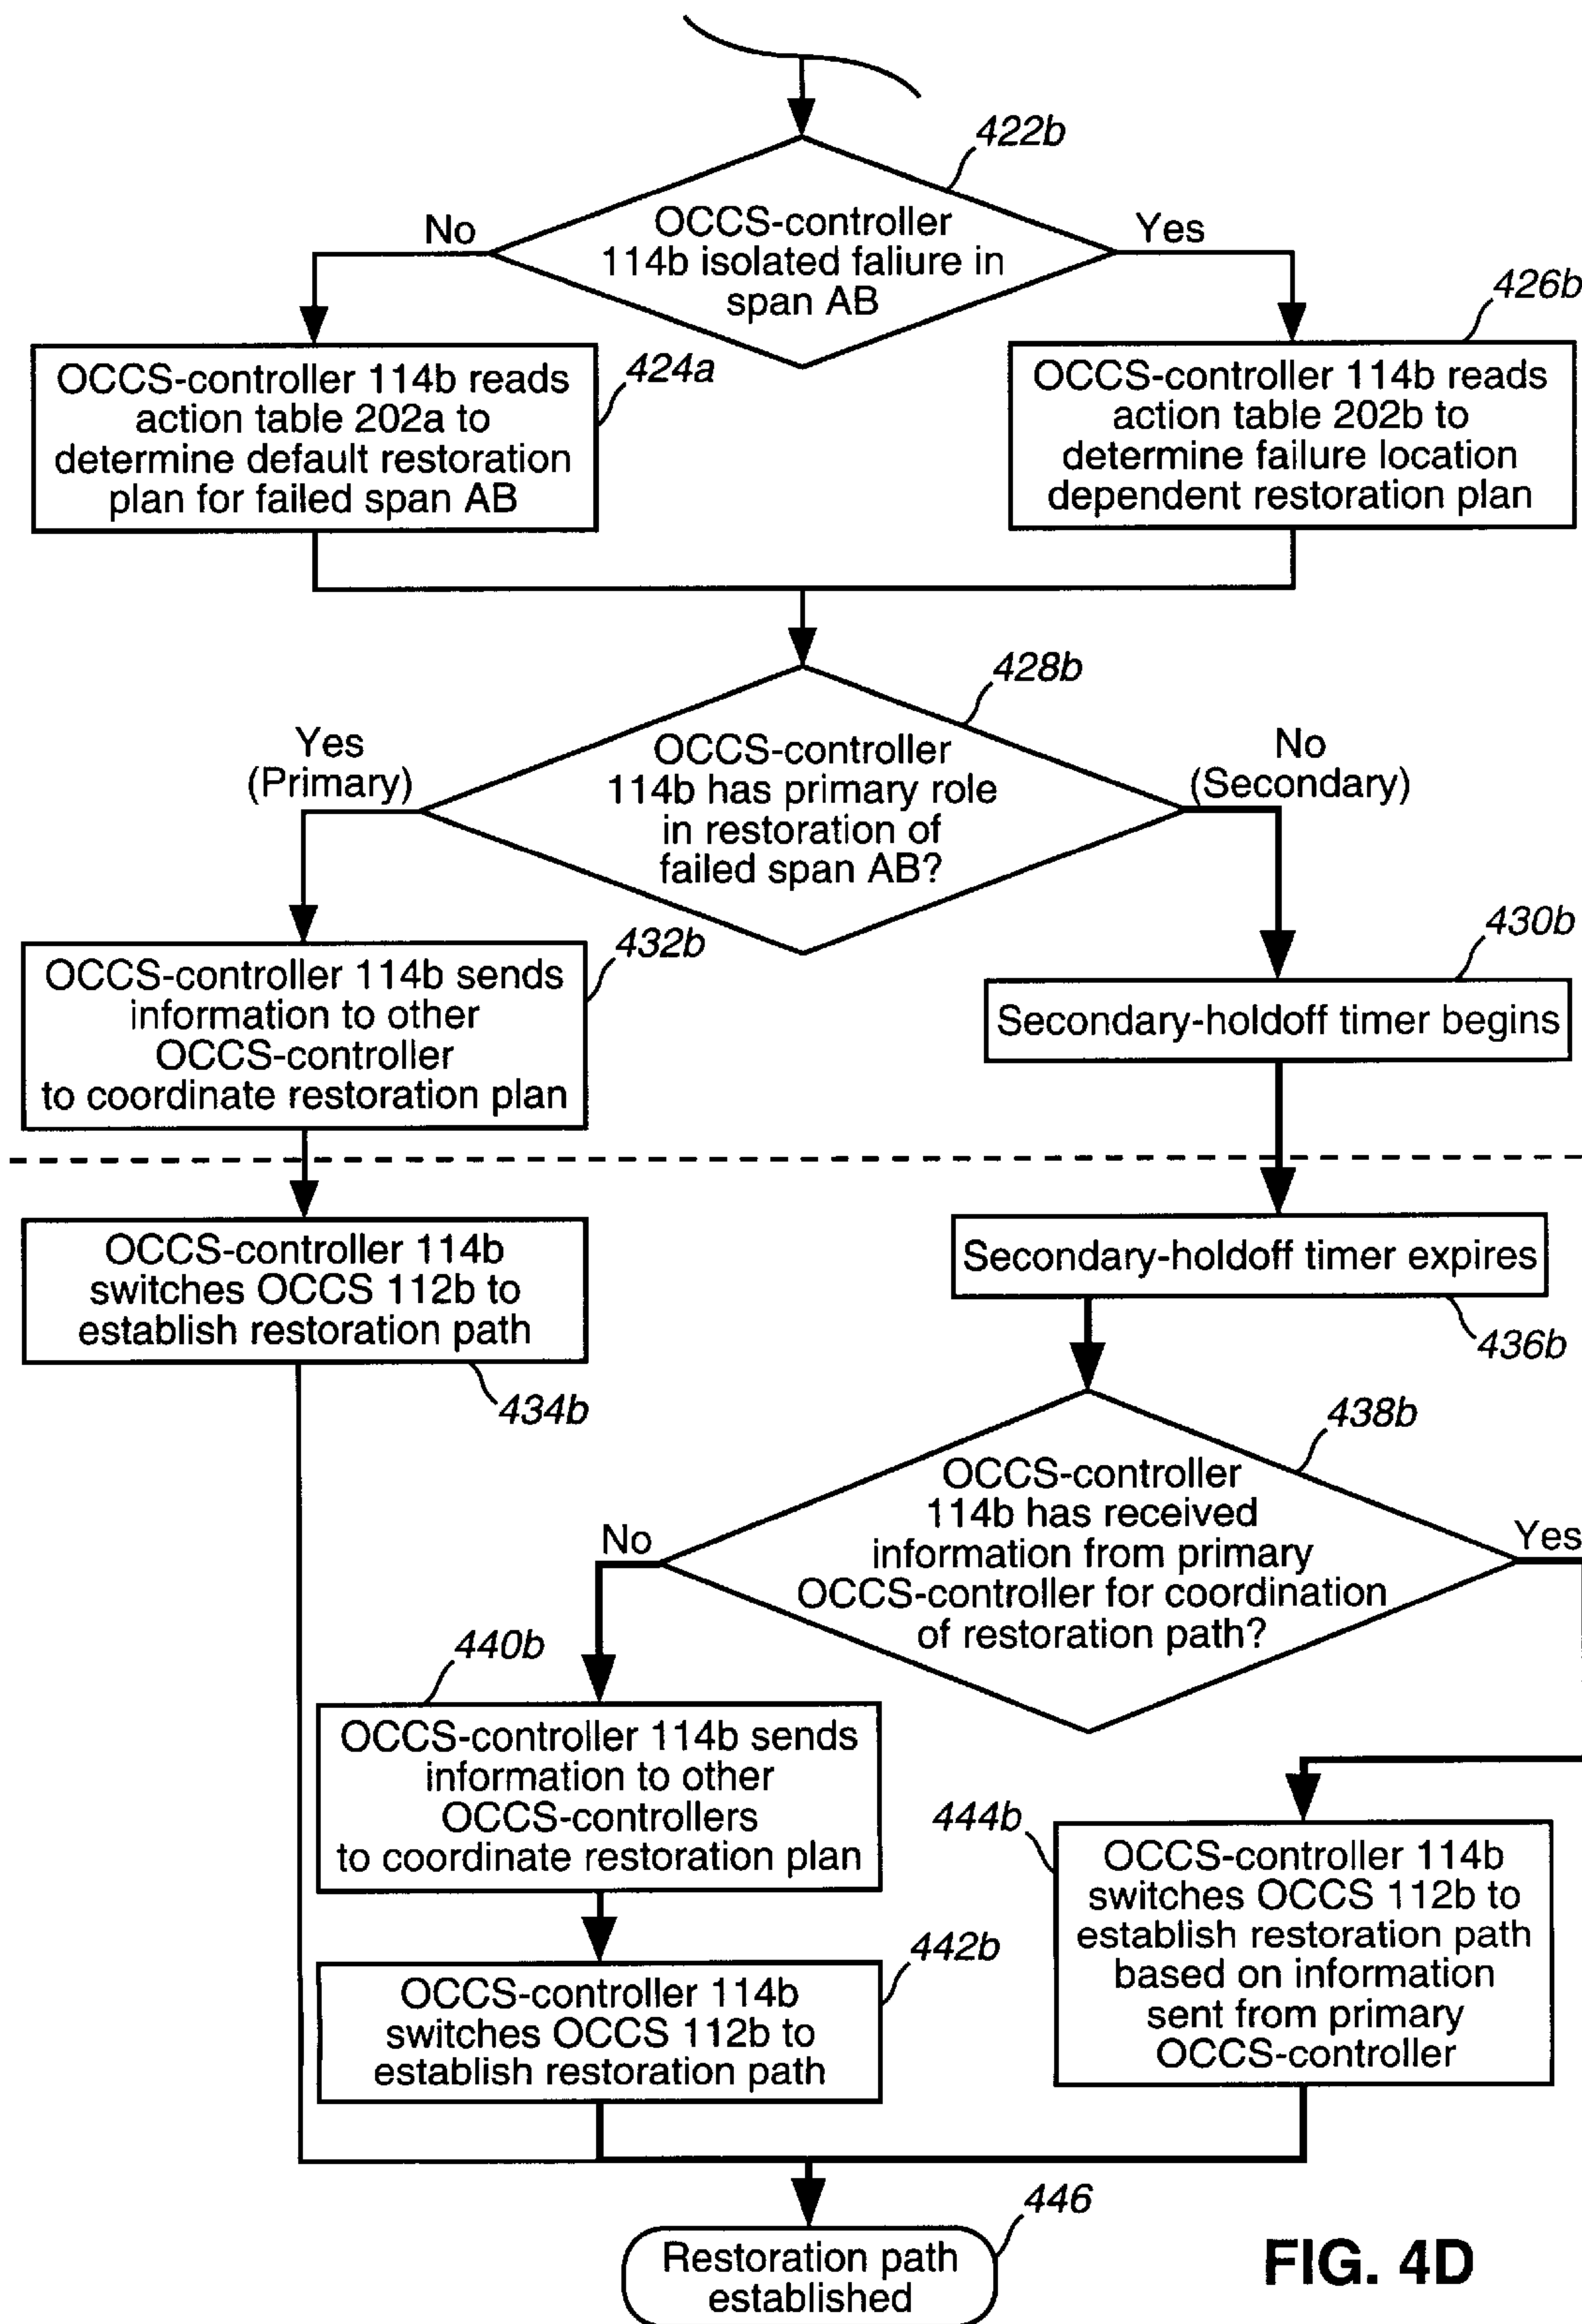 422b
No
Yes
OCCS-controller
114b isolated faliure in
span AB
426b
OCCS-controller 114b reads
action table 202a to
determine default restoration
plan for failed span AB
424a
OCCS-controller 114b reads
action table 202b to
determine failure location
dependent restoration plan
428b
Yes
(Primary)
OCCS-controller
114b has primary role
in restoration of
failed span AB?
No
(Secondary)
432b
430b
OCCS-controller 114b sends
information to other
OCCS-controller
to coordinate restoration plan
Secondary-holdoff timer begins
OCCS-controller 114b
switches OCCS 112b to
establish restoration path
434b
Secondary-holdoff timer expires
436b
438b
OCCS-controller
114b has received
information from primary
OCCS-controller for coordination
of restoration path?
No
Yes
440b
OCCS-controller 114b sends
information to other
OCCS-controllers
to coordinate restoration plan
444b
OCCS-controller 114b
switches OCCS 112b to
establish restoration path
based on information
sent from primary
OCCS-controller
442b
OCCS-controller 114b
switches OCCS 112b to
establish restoration path
446
Restoration path
established
FIG. 4D